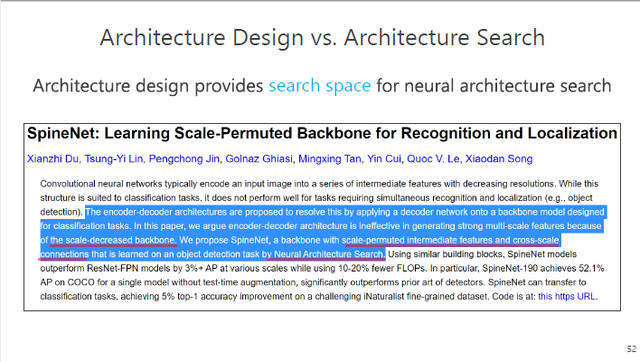 Architecture Design vs. Architecture Search
Architecture design provides search space for neural architecture search
SpineNet: Learning Scale-Permuted Backbone for Recognition and Localization
Xianzhi Du, Tsung-Yi Lin, Pengchong Jin, Golnaz Ghiasi, Mingxing Tan, Yin Cui, Quoc V. Le, Xiaodan Song
Convolutional neural networks typically encode an input image into a series of intermediate features with decreasing resolutions. While this
structure is suited to classification tasks, it does not perform well for tasks requiring simultaneous recognition and localization (e.g., object
detection). The encoder-decoder architectures are proposed to resolve this by applying a decoder network onto a backbone model designed
for classification tasks. In this paper, we argue encoder-decoder architecture is ineffective in generating strong multi-scale features because
of the scale-decreased backbone. We propose SpineNet, a backbone with scale-permuted intermediate features and cross-scale
connections that is learned on an object detection task by Neural Architecture Search. Using similar building blocks, SpineNet models
outperform ResNet-FPN models by 3%+ AP at various scales while using 10-20% fewer FLOPs. In particular, SpineNet-190 achieves 52.1%
AP on COCO for a single model without test-time augmentation, significantly outperforms prior art of detectors. SpineNet can transfer to
classification tasks, achieving 5% top-1 accuracy improvement on a challenging iNaturalist fine-grained dataset. Code is at: this https URL.
52